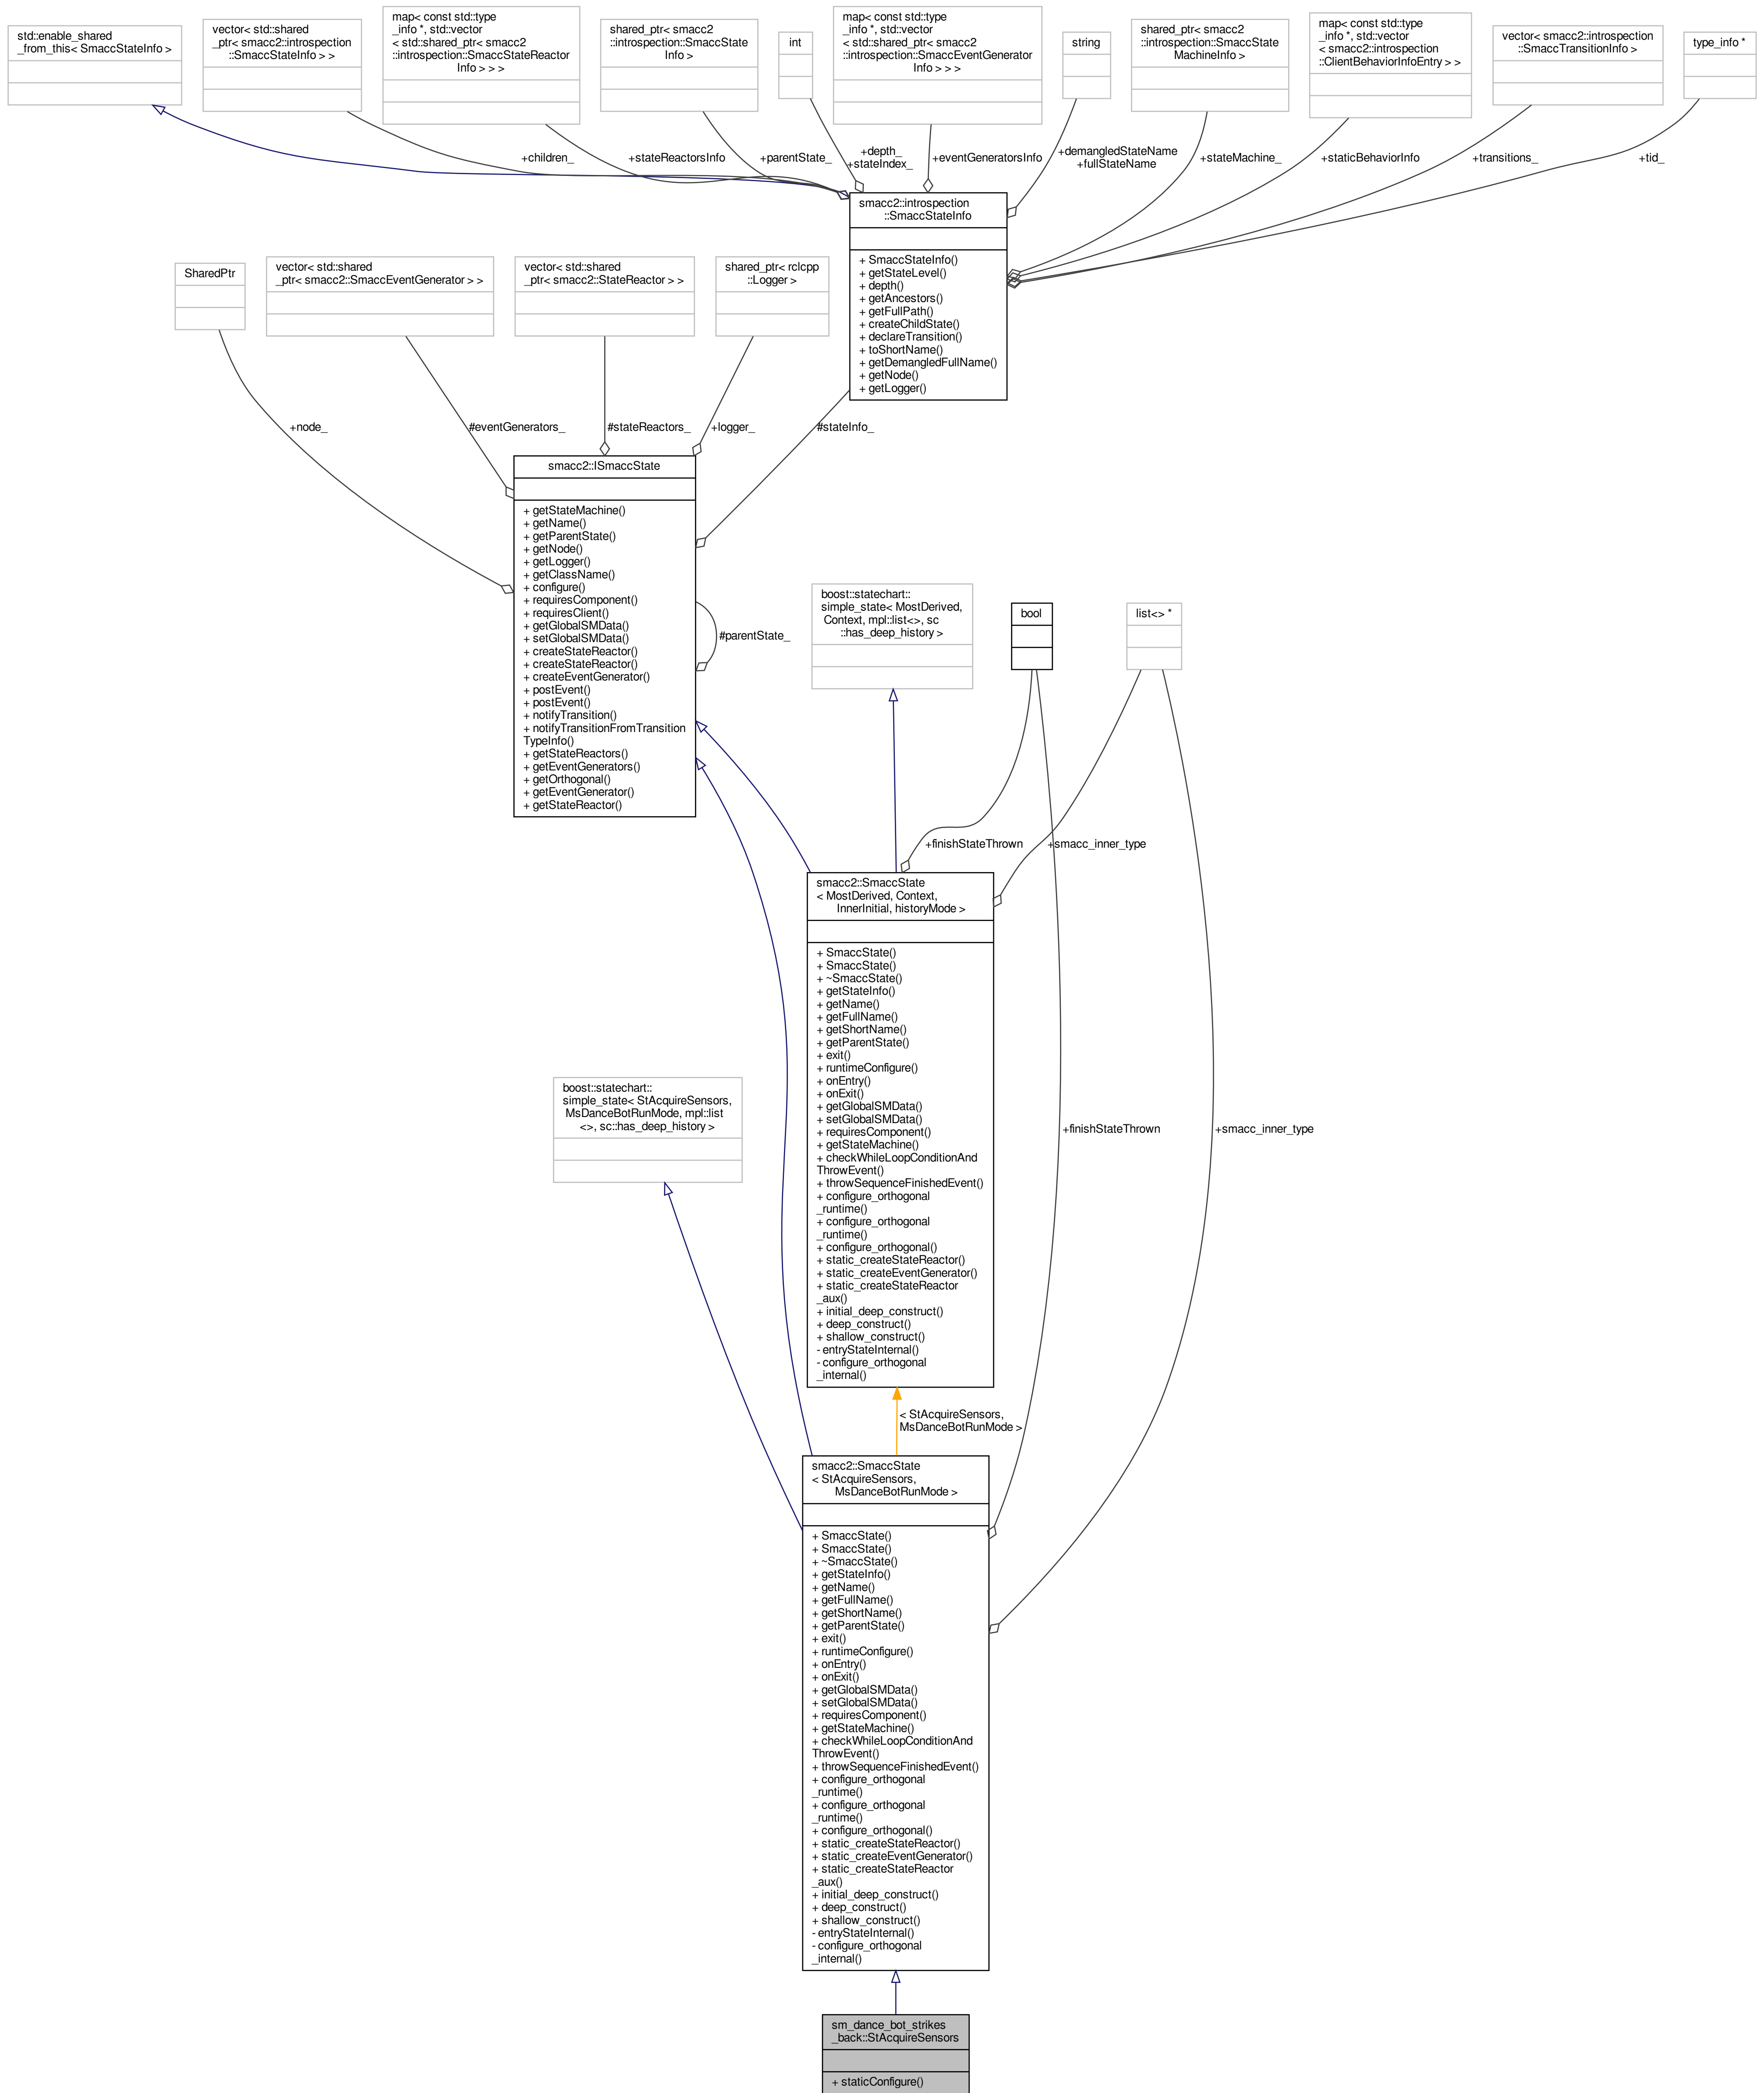 std::enable_shared
_from_this< SmaccStateInfo >
vector< std::shared
_ptr< smacc2::introspection
::SmaccStateInfo > >
map< const std::type
_info *, std::vector
< std::shared_ptr< smacc2
::introspection::SmaccStateReactor
Info > > >
shared_ptr< smacc2
::introspection::SmaccState
Info >
int
map< const std::type
_info *, std::vector
< std::shared_ptr< smacc2
::introspection::SmaccEventGenerator
Info > > >
string
shared_ptr< smacc2
::introspection::SmaccState
MachineInfo >
map< const std::type
_info *, std::vector
< smacc2::introspection
::ClientBehaviorInfoEntry > >
vector< smacc2::introspection
::SmaccTransitionInfo >
type_info *
+children_
+stateReactorsInfo
+parentState_
+depth_
+stateIndex_
+eventGeneratorsInfo
+demangledStateName
+fullStateName
+stateMachine_
+staticBehaviorInfo
+transitions_
+tid_
smacc2::introspection
::SmaccStateInfo
+ SmaccStateInfo()
+ getStateLevel()
+ depth()
+ getAncestors()
+ getFullPath()
+ createChildState()
+ declareTransition()
+ toShortName()
+ getDemangledFullName()
+ getNode()
+ getLogger()
SharedPtr
vector< std::shared
_ptr< smacc2::SmaccEventGenerator > >
vector< std::shared
_ptr< smacc2::StateReactor > >
shared_ptr< rclcpp
::Logger >
+node_
#eventGenerators_
#stateReactors_
+logger_
#stateInfo_
smacc2::ISmaccState
+ getStateMachine()
+ getName()
+ getParentState()
+ getNode()
+ getLogger()
+ getClassName()
+ configure()
+ requiresComponent()
+ requiresClient()
+ getGlobalSMData()
+ setGlobalSMData()
+ createStateReactor()
+ createStateReactor()
+ createEventGenerator()
+ postEvent()
+ postEvent()
+ notifyTransition()
+ notifyTransitionFromTransition
TypeInfo()
+ getStateReactors()
+ getEventGenerators()
+ getOrthogonal()
+ getEventGenerator()
+ getStateReactor()
#parentState_
boost::statechart::
simple_state< MostDerived,
Context, mpl::list<>, sc
::has_deep_history >
bool
list<> *
+finishStateThrown
+smacc_inner_type
smacc2::SmaccState
< MostDerived, Context,
InnerInitial, historyMode >
+ SmaccState()
+ SmaccState()
+ ~SmaccState()
+ getStateInfo()
+ getName()
+ getFullName()
+ getShortName()
+ getParentState()
+ exit()
+ runtimeConfigure()
+ onEntry()
+ onExit()
+ getGlobalSMData()
+ setGlobalSMData()
+ requiresComponent()
+ getStateMachine()
+ checkWhileLoopConditionAnd
ThrowEvent()
+ throwSequenceFinishedEvent()
+ configure_orthogonal
_runtime()
+ configure_orthogonal
_runtime()
+ configure_orthogonal()
+ static_createStateReactor()
+ static_createEventGenerator()
+ static_createStateReactor
_aux()
+ initial_deep_construct()
+ deep_construct()
+ shallow_construct()
- entryStateInternal()
- configure_orthogonal
_internal()
boost::statechart::
simple_state< StAcquireSensors,
MsDanceBotRunMode, mpl::list
<>, sc::has_deep_history >
+finishStateThrown
+smacc_inner_type
< StAcquireSensors,
MsDanceBotRunMode >
smacc2::SmaccState
< StAcquireSensors,
MsDanceBotRunMode >
+ SmaccState()
+ SmaccState()
+ ~SmaccState()
+ getStateInfo()
+ getName()
+ getFullName()
+ getShortName()
+ getParentState()
+ exit()
+ runtimeConfigure()
+ onEntry()
+ onExit()
+ getGlobalSMData()
+ setGlobalSMData()
+ requiresComponent()
+ getStateMachine()
+ checkWhileLoopConditionAnd
ThrowEvent()
+ throwSequenceFinishedEvent()
+ configure_orthogonal
_runtime()
+ configure_orthogonal
_runtime()
+ configure_orthogonal()
+ static_createStateReactor()
+ static_createEventGenerator()
+ static_createStateReactor
_aux()
+ initial_deep_construct()
+ deep_construct()
+ shallow_construct()
- entryStateInternal()
- configure_orthogonal
_internal()
sm_dance_bot_strikes
_back::StAcquireSensors
+ staticConfigure()